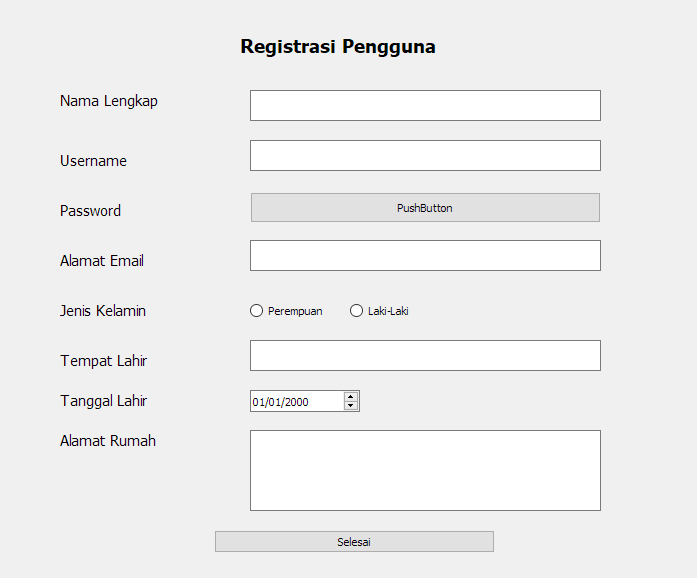 Registrasi Pengguna
Nama Lengkap
Username
Password PushButton
Alamat Email
Jenis Kelamin Perempuan Laki-Laki
Tempat Lahir
Tanggal Lahir 01/01/2000
Alamat Rumah
Selesai